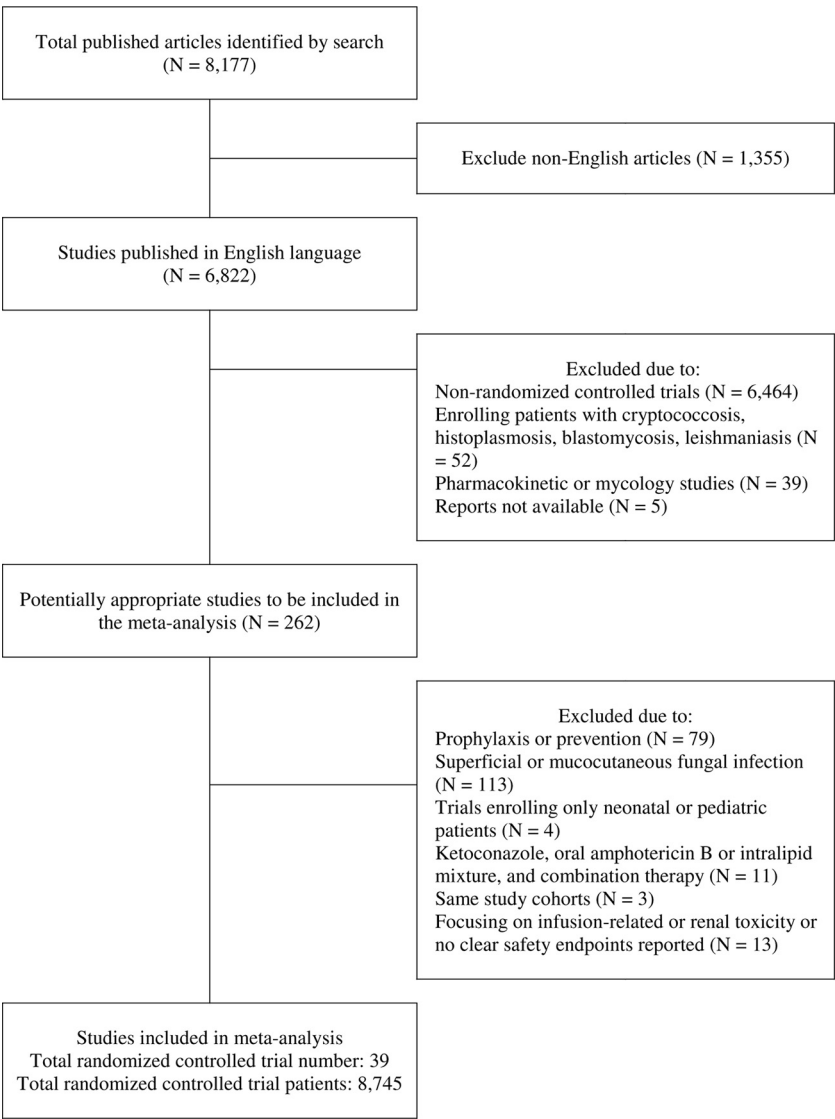 Total published articles identified by search
(N = 8,177)
Exclude non-English articles (N = 1,355)
Studies published in English language
(N = 6,822)
Excluded due to:
Non-randomized controlled trials (N = 6,464)
Enrolling patients with cryptococcosis,
histoplasmosis, blastomycosis, leishmaniasis (N
= 52)
Pharmacokinetic or mycology studies (N = 39)
Reports not available (N = 5)
Potentially appropriate studies to be included in
the meta-analysis (N = 262)
Excluded due to:
Prophylaxis or prevention (N = 79)
Superficial or mucocutaneous fungal infection
(N = 113)
Trials enrolling only neonatal or pediatric
patients (N = 4)
Ketoconazole, oral amphotericin B or intralipid
mixture, and combination therapy (N = 11)
Same study cohorts (N = 3)
Focusing on infusion-related or renal toxicity or
no clear safety endpoints reported (N = 13)
Studies included in meta-analysis
Total randomized controlled trial number: 39
Total randomized controlled trial patients: 8,745